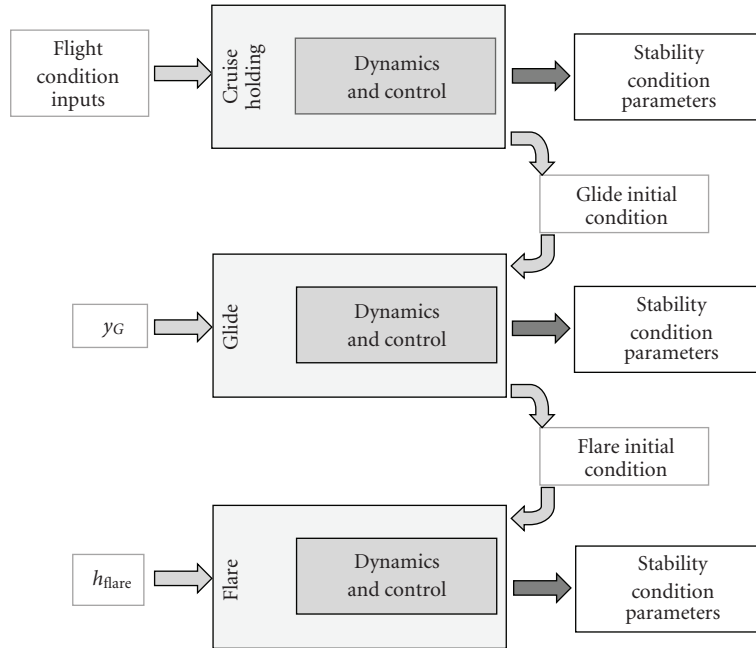 Flight
condition
inputs
Cruise
holding
Dynamics
and control
Stability
condition
parameters
Glide initial
condition
yG
Glide
Dynamics
and control
Stability
condition
parameters
Flare initial
condition
hflare
Flare
Dynamics
and control
Stability
condition
parameters